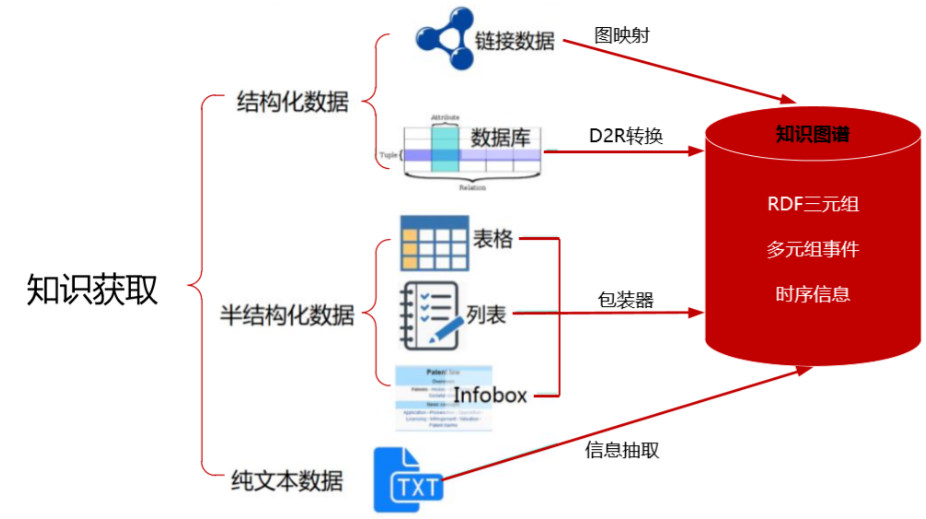 链接数据
图映射
结构化数据
Attribute
数据库
Tuple
Relation
D2R转换
知识图谱
RDF三元组
多元组事件
时序信息
知识获取
半结构化数据
表格
列表
包装器
Infobox
纯文本数据
TXT
信息抽取